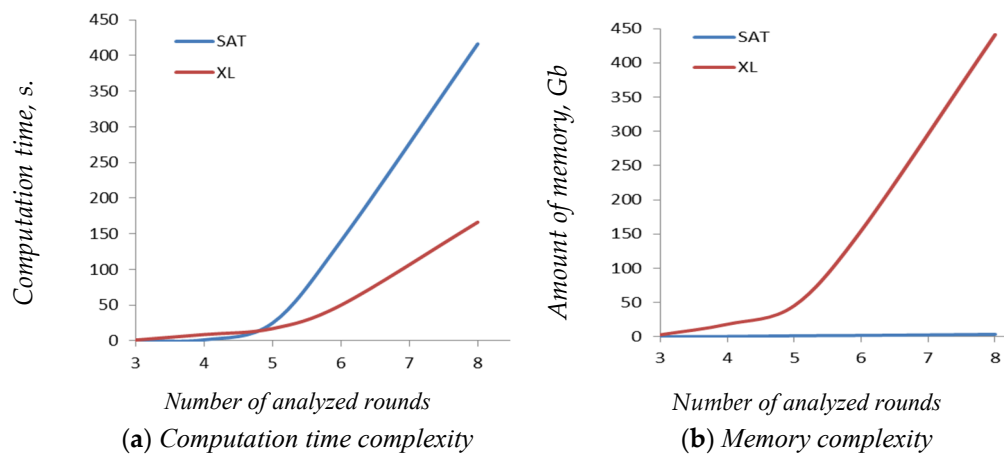 450
400
350
300
250
200
150
100
50
0
SAT
XL
Computation time, s.
3 4 5 6 7 8
Number of analyzed rounds
(a) Computation time complexity
450
400
350
300
250
200
150
100
50
0
SAT
XL
Amount of memory, Gb
3 4 5 6 7 8
Number of analyzed rounds
(b) Memory complexity